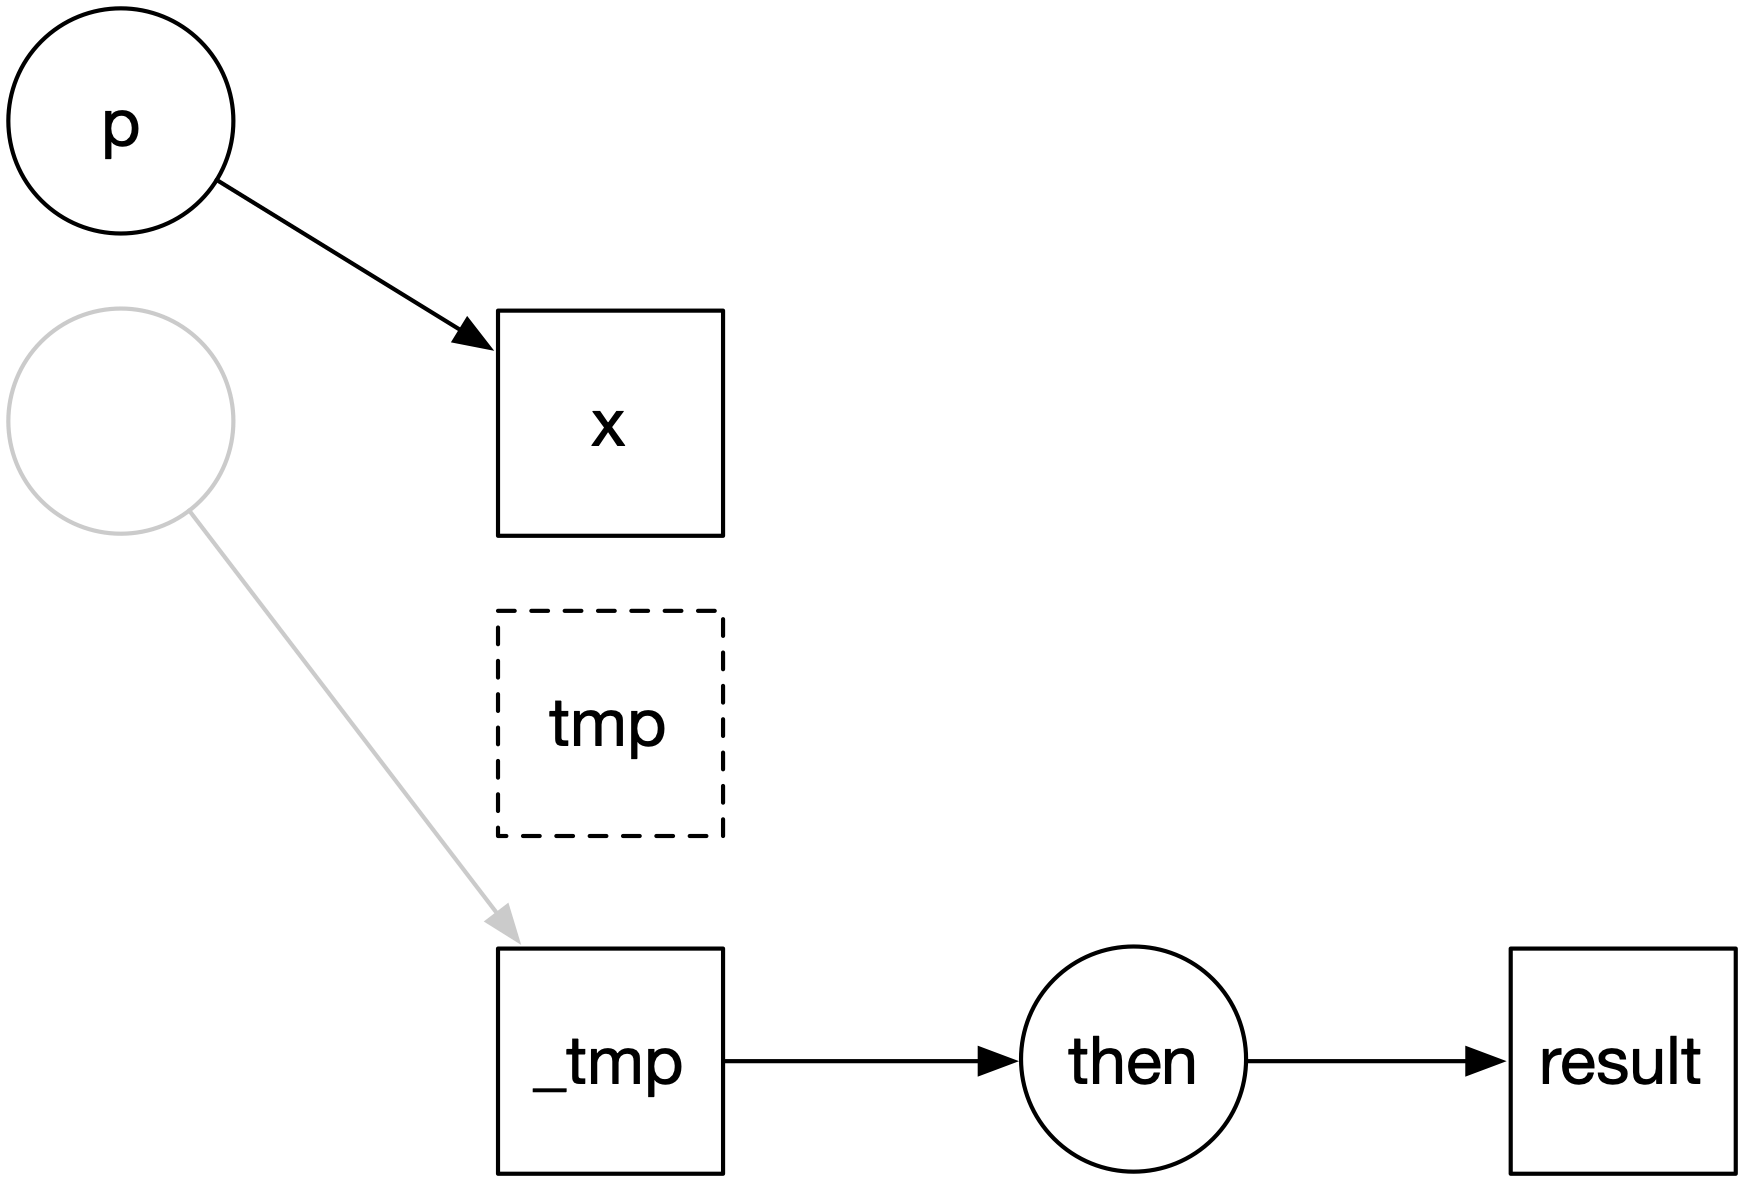 p
x
tmp
_tmp
then
result